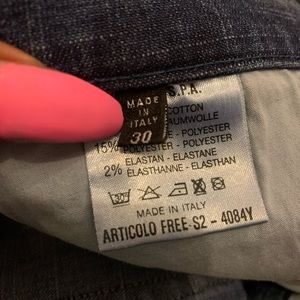 S.P.A.
MADE
IN
ITALY
30
COTTON
15% POLYESTER - POLYESTER
2% ELASTAN - ELASTANE
ELASTHANNE - ELASTHAN
MADE IN ITALY
ARTICOLO FREE S2 - 4084Y